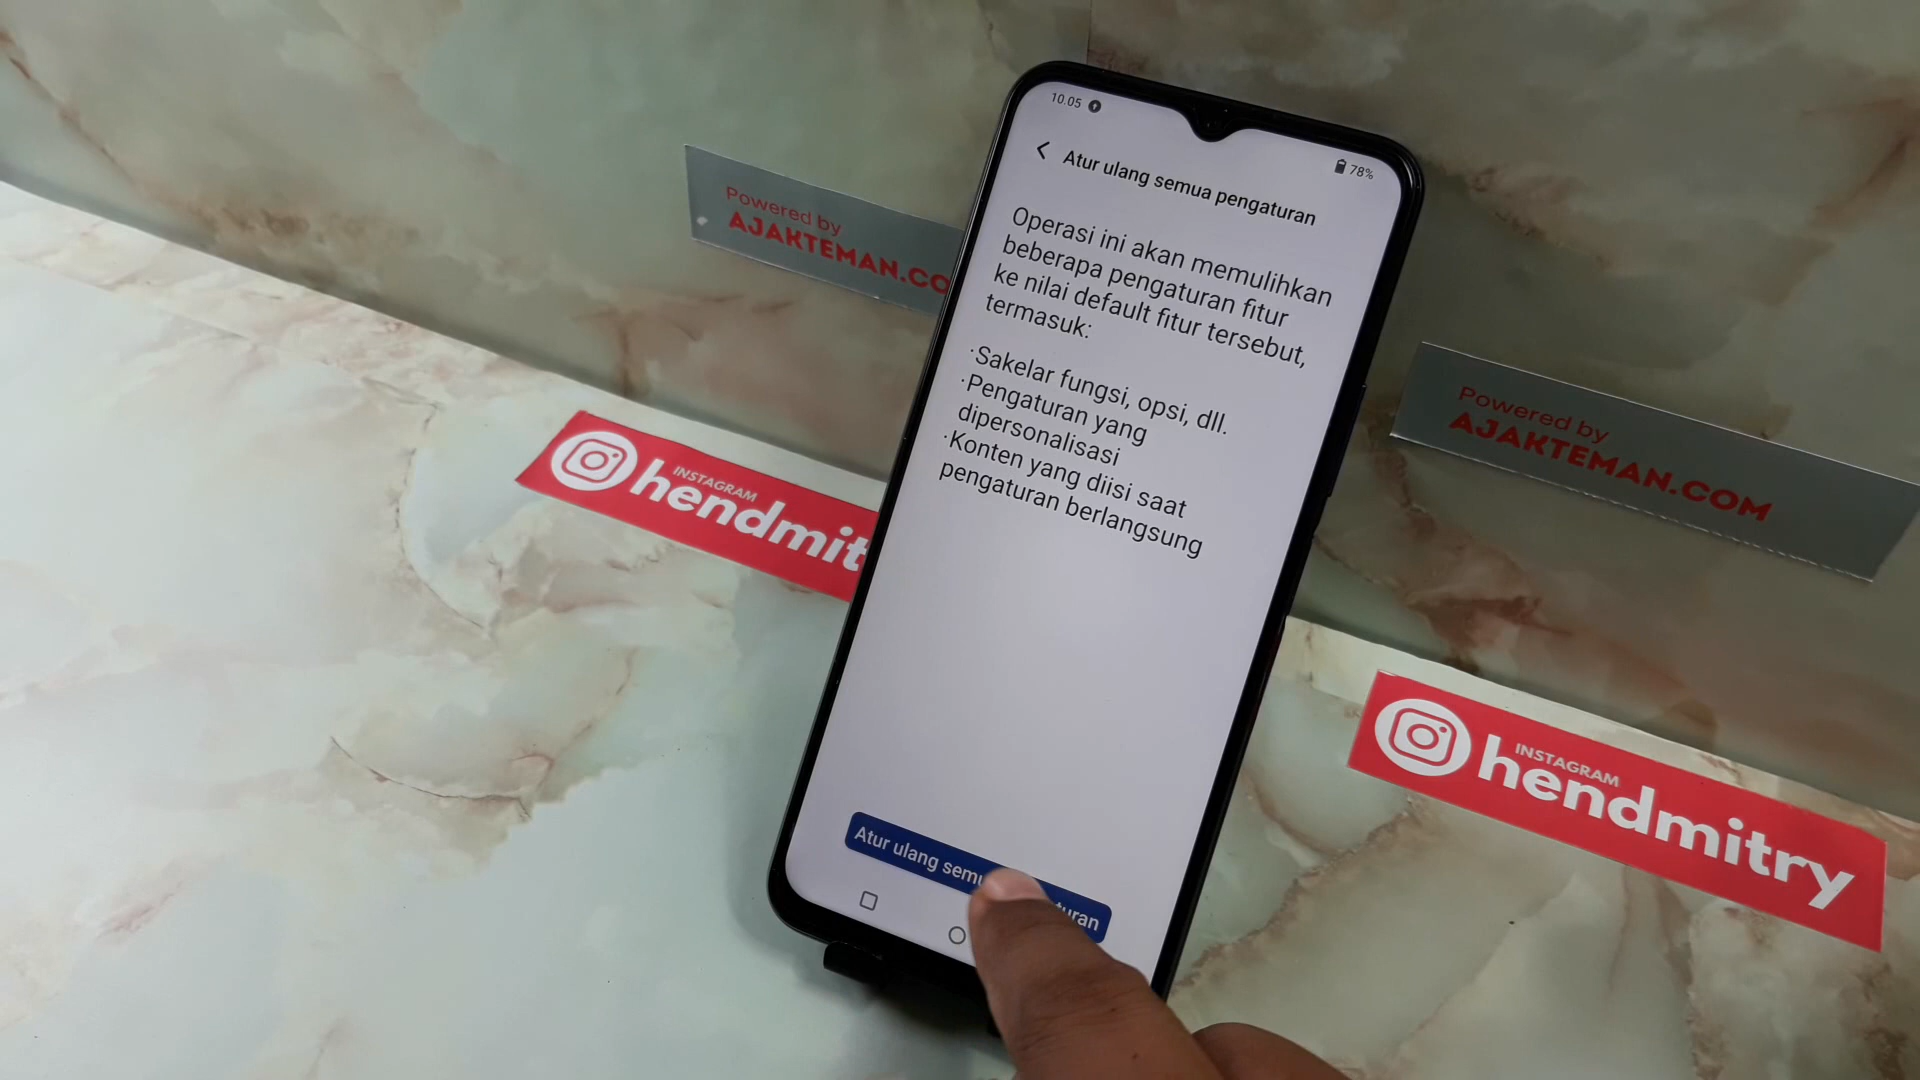 10.05
78%
Atur ulang semua pengaturan
Operasi ini akan memulihkan
beberapa pengaturan fitur
ke nilai default fitur tersebut,
termasuk:
·Sakelar fungsi, opsi, dll.
·Pengaturan yang
dipersonalisasi
·Konten yang diisi saat
pengaturan berlangsung
Atur ulang
Powered by
AJAKTEMAN.CO
INSTAGRAM
hendmit
Powered by
AJAKTEMAN.COM
INSTAGRAM
hendmitry